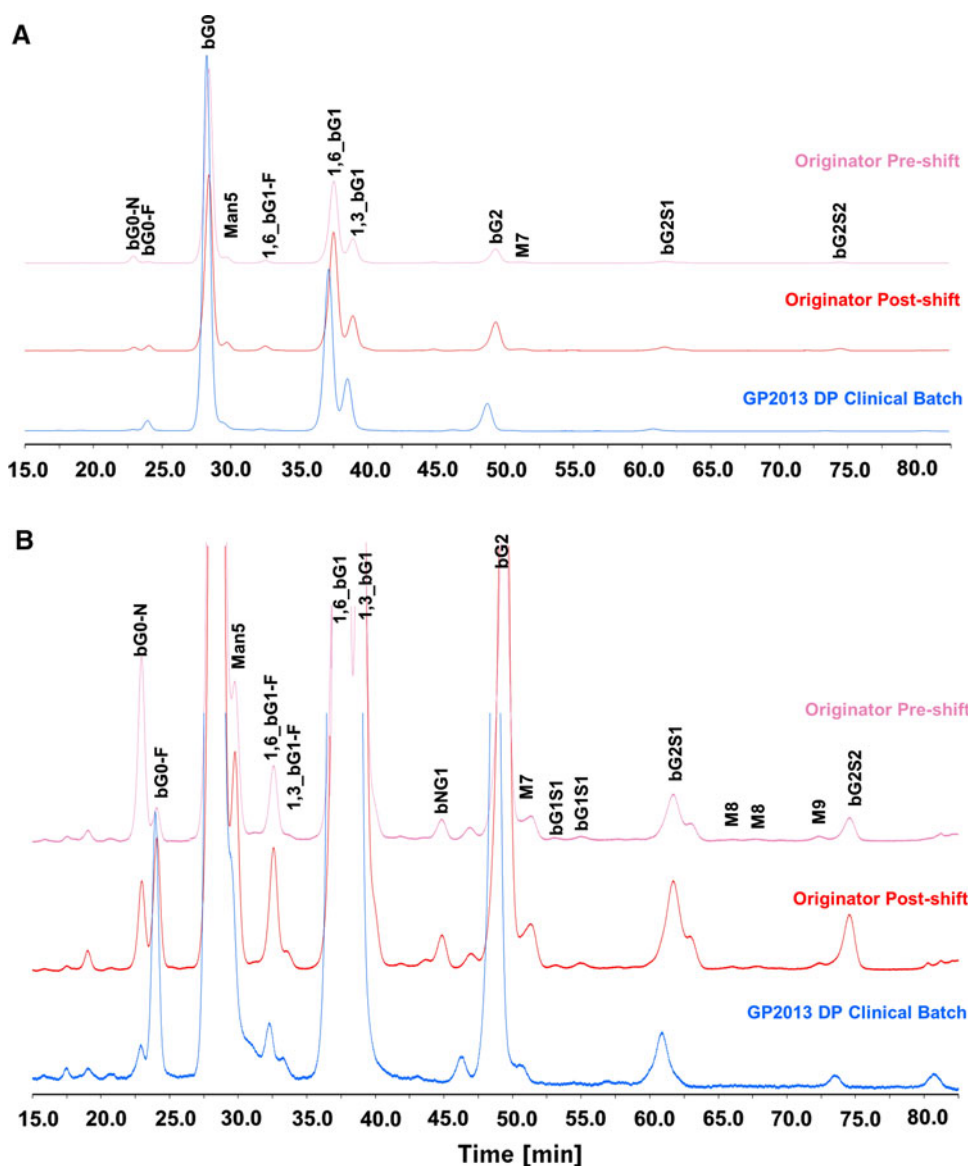 A
bG0-N
bG0-F
bG0
Man5
1,6_bG1-F
1,6_bG1
1,3_bG1
bG2
M7
bG2S1
bG2S2
Originator Pre-shift
Originator Post-shift
GP2013 DP Clinical Batch
15.0 20.0 25.0 30.0 35.0 40.0 45.0 50.0 55.0 60.0 65.0 70.0 75.0 80.0
B
bG0-N
bG0-F
Man5
1,6_bG1-F
1,3_bG1-F
1,6_bG1
1,3_bG1
bNG1
bG2
M7
bG1S1
bG1S1
bG2S1
M8
M8
M9
bG2S2
Originator Pre-shift
Originator Post-shift
GP2013 DP Clinical Batch
15.0 20.0 25.0 30.0 35.0 40.0 45.0 50.0 55.0 60.0 65.0 70.0 75.0 80.0
Time [min]